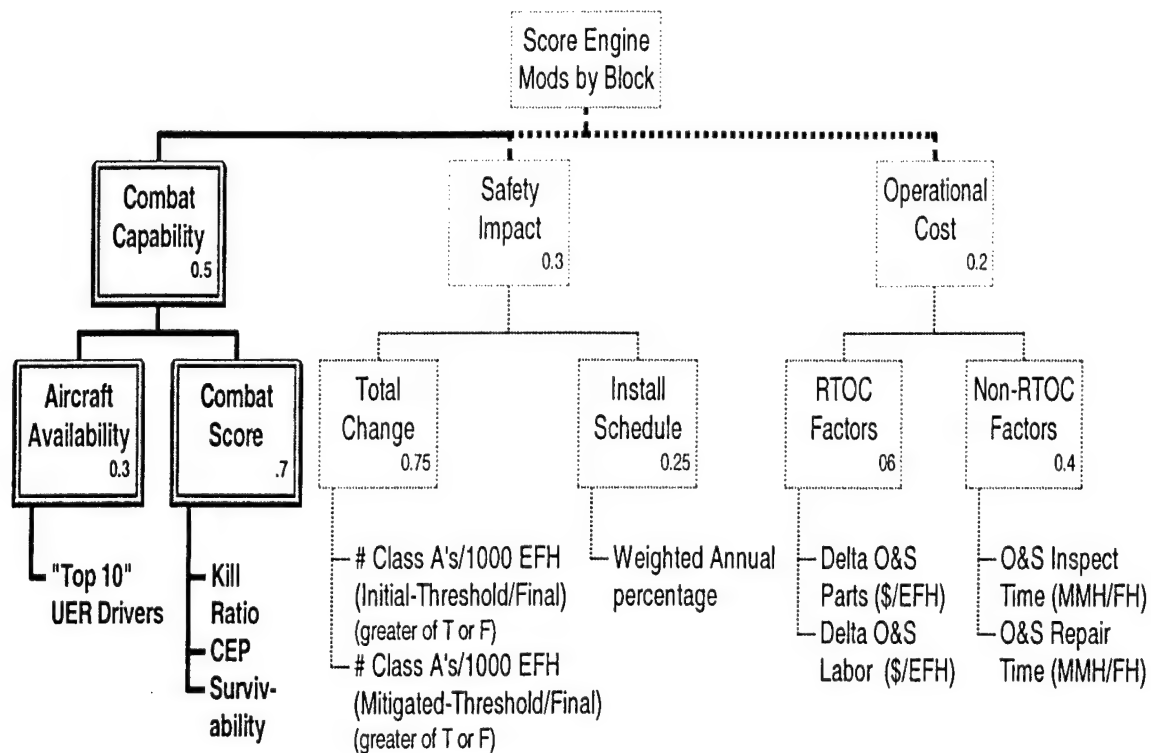 Score Engine
Mods by Block
Combat
Capability
0.5
Safety
Impact
0.3
Operational
Cost
0.2
Aircraft
Availability
0.3
Combat
Score
.7
Total
Change
0.75
Install
Schedule
0.25
RTOC
Factors
06
Non-RTOC
Factors
0.4
"Top 10"
UER Drivers
Kill
Ratio
CEP
Surviv-
ability
# Class A's/1000 EFH
(Initial-Threshold/Final)
(greater of T or F)
# Class A's/1000 EFH
(Mitigated-Threshold/Final)
(greater of T or F)
Weighted Annual
percentage
Delta O&S
Parts ($/EFH)
Delta O&S
Labor ($/EFH)
O&S Inspect
Time (MMH/FH)
O&S Repair
Time (MMH/FH)